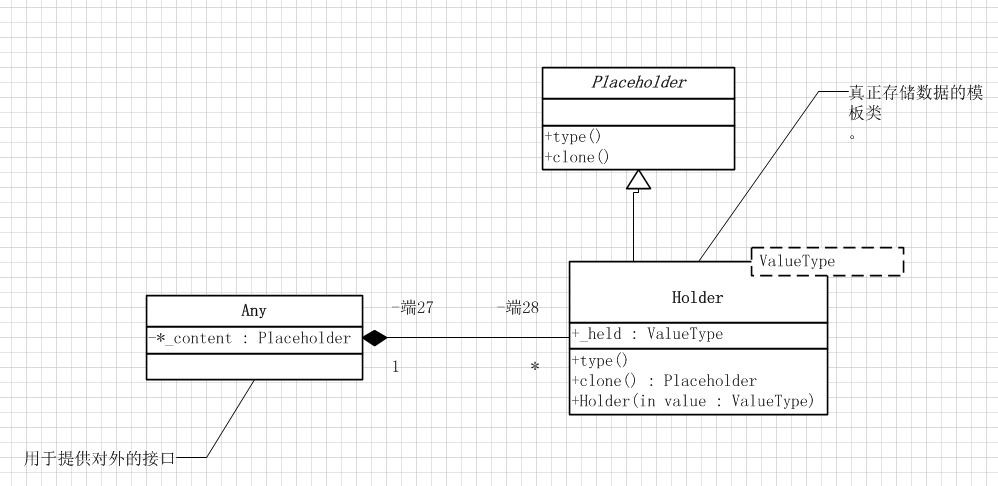 Placeholder
+type()
+clone()
真正存储数据的模
板类
。
ValueType
Holder
+_held : ValueType
+type()
+clone() : Placeholder
+Holder(in value : ValueType)
-端27
-端28
1
*
Any
-*_content : Placeholder
用于提供对外的接口